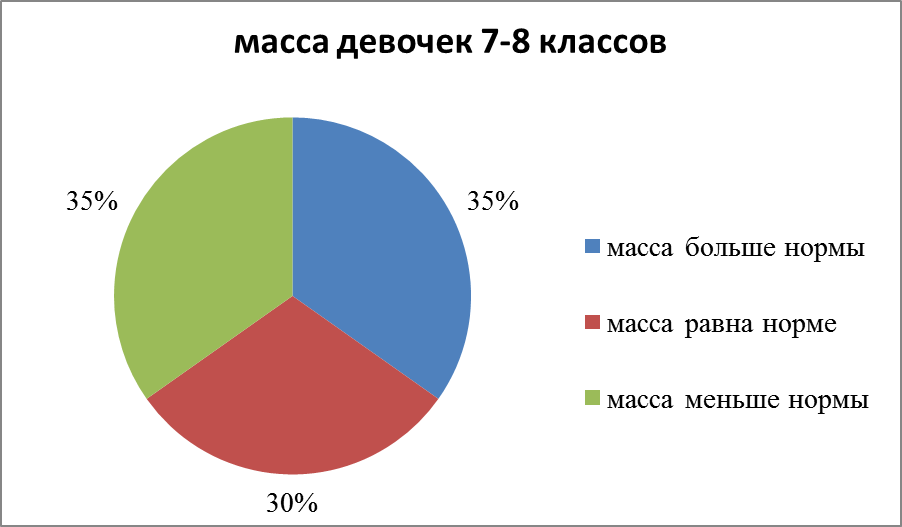 масса девочек 7-8 классов
35%
35%
масса больше нормы
масса равна норме
масса меньше нормы
30%